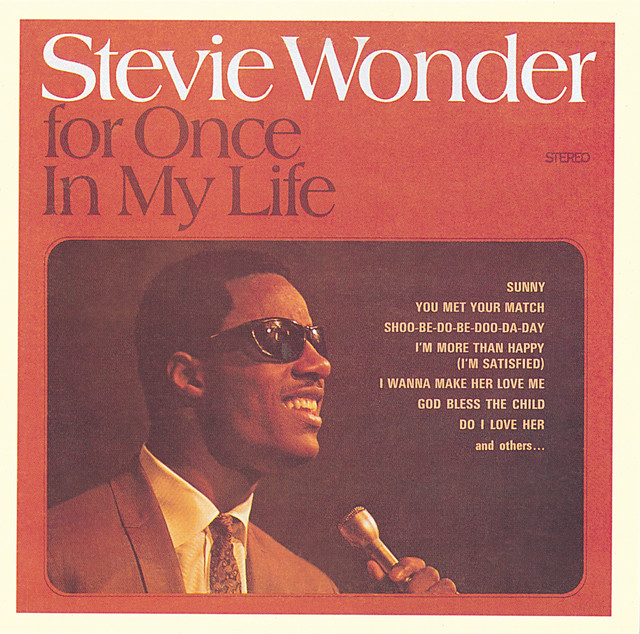 Stevie Wonder
for Once
In My Life
STEREO
SUNNY
YOU MET YOUR MATCH
SHOO-BE-DO-BE-DOO-DA-DAY
I'M MORE THAN HAPPY
(I'M SATISFIED)
I WANNA MAKE HER LOVE ME
GOD BLESS THE CHILD
DO I LOVE HER
and others...